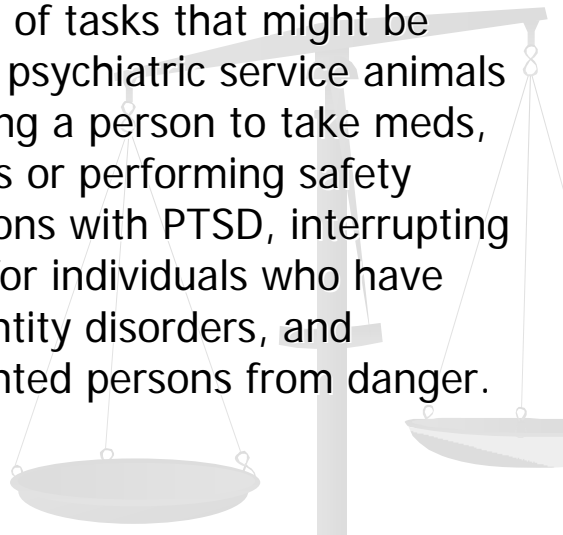 of tasks that might be
psychiatric service animals
ng a person to take meds,
s or performing safety
ons with PTSD, interrupting
for individuals who have
ntity disorders, and
nted persons from danger.